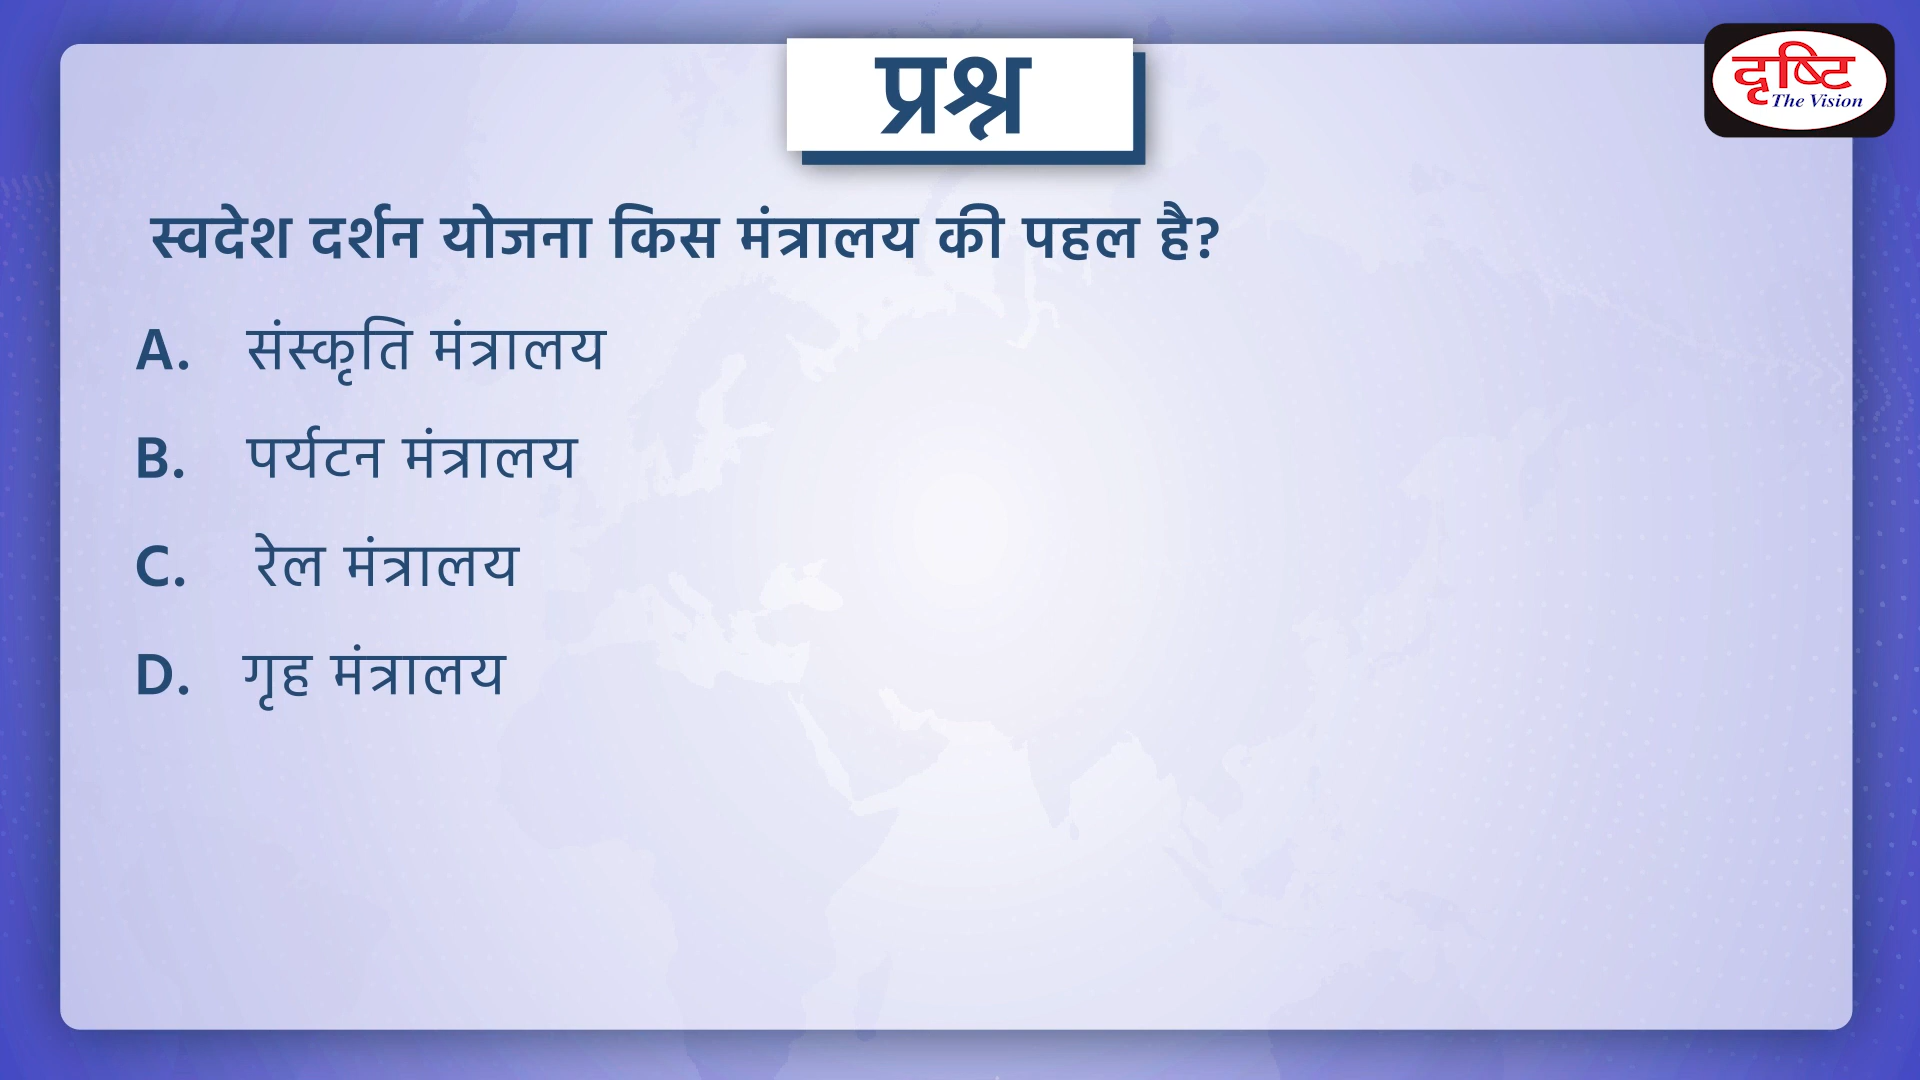 प्रश्न
दृष्टि
The Vision
स्वदेश दर्शन योजना किस मंत्रालय की पहल है?
A. संस्कृति मंत्रालय
B. पर्यटन मंत्रालय
C. रेल मंत्रालय
D. गृह मंत्रालय